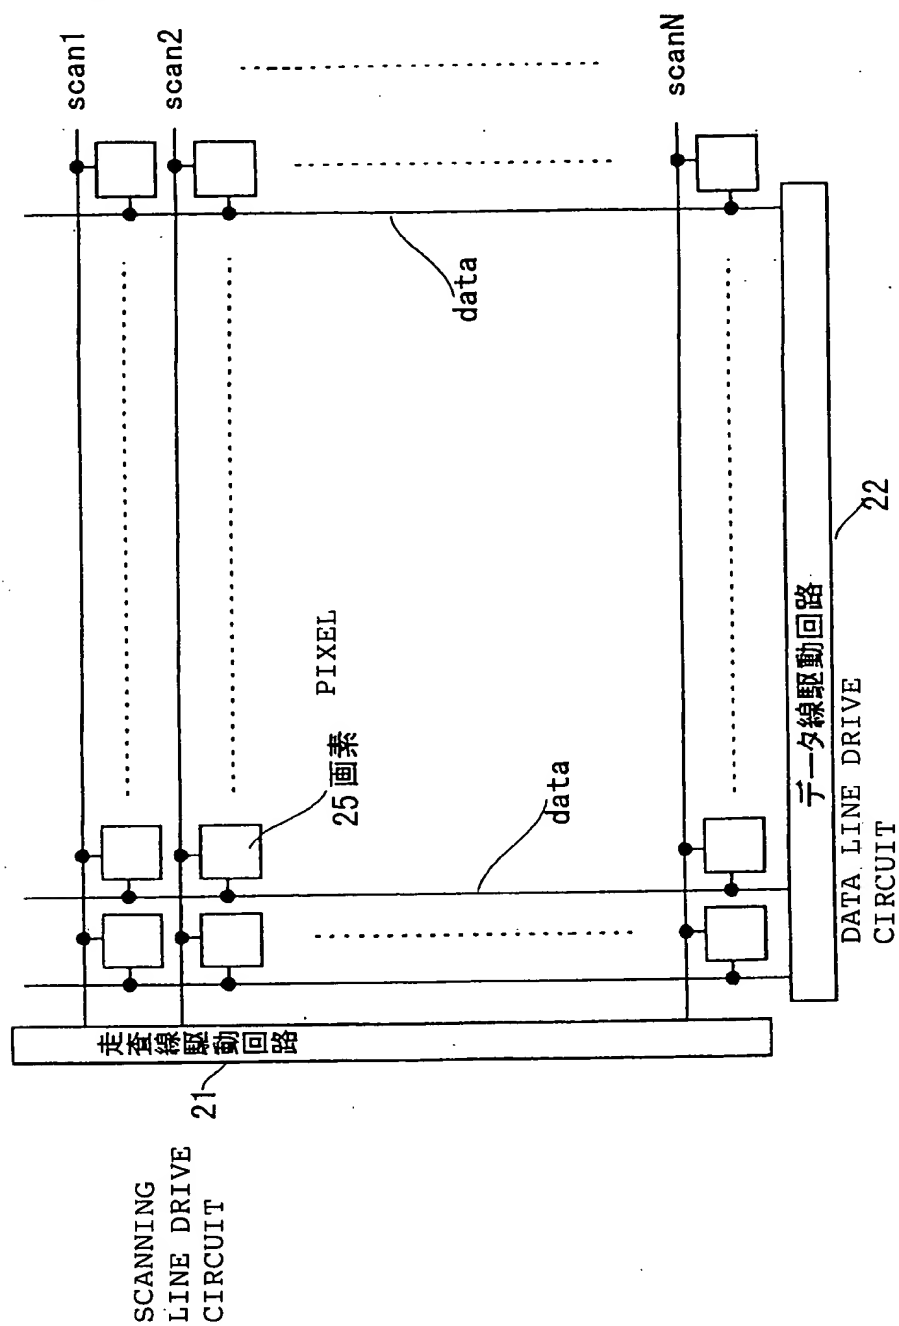 scan1
scan2
scanN
data
PIXEL
25 画素
data
22
データ線駆動回路
DATA LINE DRIVE
CIRCUIT
走査線駆動回路
21
SCANNING
LINE DRIVE
CIRCUIT